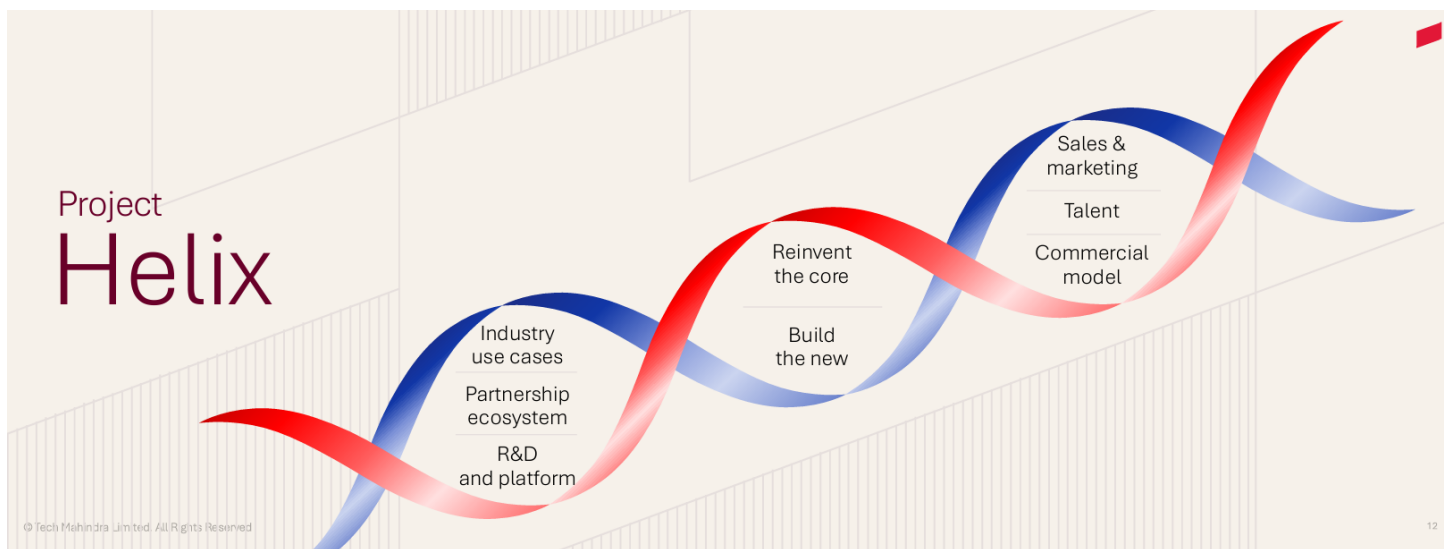 Project
Helix
Industry
use cases
Partnership
ecosystem
R&D
and platform
Reinvent
the core
Build
the new
Sales &
marketing
Talent
Commercial
model
© Tech Mahindra Limited. All Rights Reserved
12